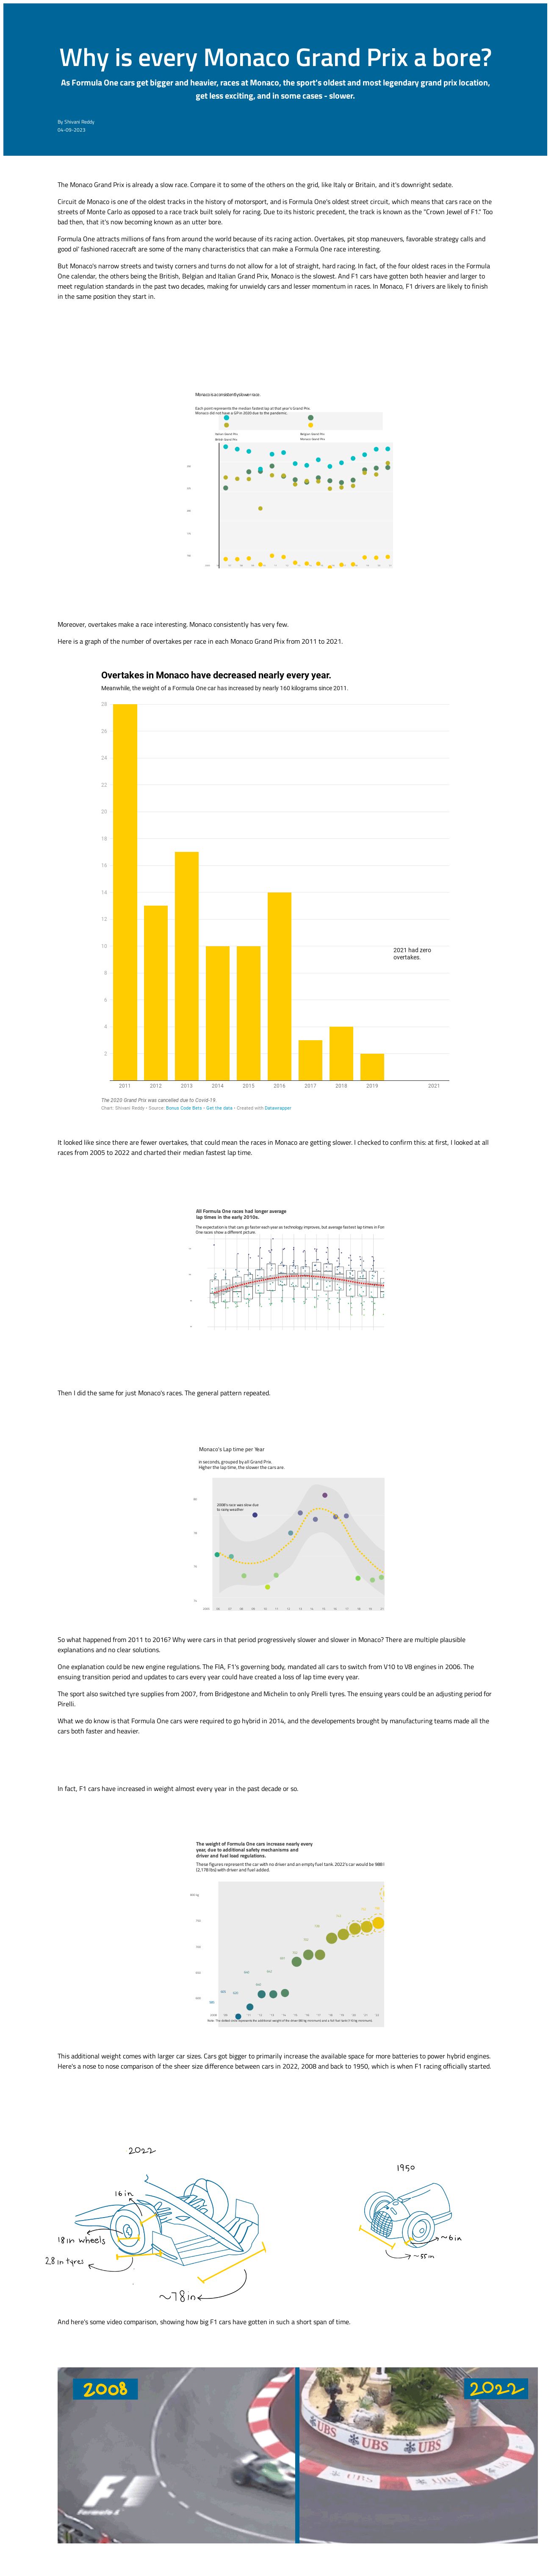 Why is every Monaco Grand Prix a bore?
As Formula One cars get bigger and heavier, races at Monaco, the sport's oldest and most legendary grand prix location,
get less exciting, and in some cases - slower.
By Shivani Reddy
04-09-2023
The Monaco Grand Prix is already a slow race. Compare it to some of the others on the grid, like Italy or Britain, and it's downright sedate.
Circuit de Monaco is one of the oldest tracks in the history of motorsport, and is Formula One's oldest street circuit, which means that cars race on the
streets of Monte Carlo as opposed to a race track built solely for racing. Due to its historic precedent, the track is known as the "Crown Jewel of F1." Too
bad then, that it's now becoming known as an utter bore.
Formula One attracts millions of fans from around the world because of its racing action. Overtakes, pit stop maneuvers, favorable strategy calls and
good ol' fashioned racecraft are some of the many characteristics that can make a Formula One race interesting.
But Monaco's narrow streets and twisty corners and turns do not allow for a lot of straight, hard racing. In fact, of the four oldest races in the Formula
One calendar, the others being the British, Belgian and Italian Grand Prix, Monaco is the slowest. And F1 cars have gotten both heavier and larger to
meet regulation standards in the past two decades, making for unwieldy cars and lesser momentum in races. In Monaco, F1 drivers are likely to finish
in the same position they start in.
Monaco is a consistently slower race.
Each point represents the median fastest lap at that year's Grand Prix.
Monaco did not have a GP in 2020 due to the pandemic.
Italian Grand Prix
Belgian Grand Prix
British Grand Prix
Monaco Grand Prix
Moreover, overtakes make a race interesting. Monaco consistently has very few.
Here is a graph of the number of overtakes per race in each Monaco Grand Prix from 2011 to 2021.
Overtakes in Monaco have decreased nearly every year.
Meanwhile, the weight of a Formula One car has increased by nearly 160 kilograms since 2011.
28
26
24
22
20
18
16
14
12
10
2021 had zero
overtakes.
8
6
4
2
2011 2012 2013 2014 2015 2016 2017 2018 2019 2021
The 2020 Grand Prix was cancelled due to Covid-19.
Chart: Shivani Reddy • Source: Bonus Code Bets • Get the data • Created with Datawrapper
It looked like since there are fewer overtakes, that could mean the races in Monaco are getting slower. I checked to confirm this: at first, I looked at all
races from 2005 to 2022 and charted their median fastest lap time.
All Formula One races had longer average
lap times in the early 2010s.
The expectation is that cars go faster each year as technology improves, but average fastest lap times in For
One races show a different picture.
Then I did the same for just Monaco's races. The general pattern repeated.
Monaco's Lap time per Year
in seconds, grouped by all Grand Prix.
Higher the lap time, the slower the cars are.
2008's race was slow due
to rainy weather
So what happened from 2011 to 2016? Why were cars in that period progressively slower and slower in Monaco? There are multiple plausible
explanations and no clear solutions.
One explanation could be new engine regulations. The FIA, F1's governing body, mandated all cars to switch from V10 to V8 engines in 2006. The
ensuing transition period and updates to cars every year could have created a loss of lap time every year.
The sport also switched tyre supplies from 2007, from Bridgestone and Michelin to only Pirelli tyres. The ensuing years could be an adjusting period for
Pirelli.
What we do know is that Formula One cars were required to go hybrid in 2014, and the developements brought by manufacturing teams made all the
cars both faster and heavier.
In fact, F1 cars have increased in weight almost every year in the past decade or so.
The weight of Formula One cars increase nearly every
year, due to additional safety mechanisms and
driver and fuel load regulations.
These figures represent the car with no driver and an empty fuel tank. 2022's car would be 988
(2,178 lbs) with driver and fuel added.
This additional weight comes with larger car sizes. Cars got bigger to primarily increase the available space for more batteries to power hybrid engines.
Here's a nose to nose comparison of the sheer size difference between cars in 2022, 2008 and back to 1950, which is when F1 racing officially started.
2022
1950
16 in
18 in wheels
28 in tyres
~78in
~6in
~55in
And here's some video comparison, showing how big F1 cars have gotten in such a short span of time.
2008
2022
UBS
UBS
UBS
F1
Formula 1